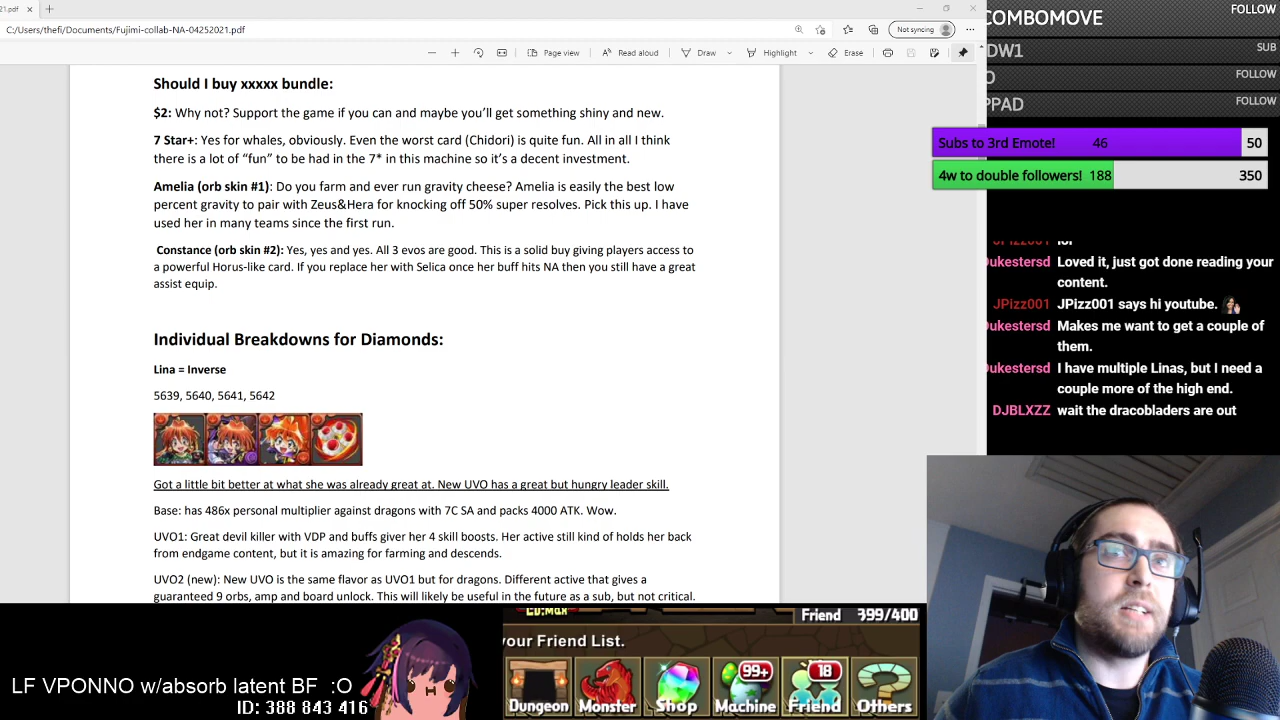 21.pdf
C:/Users/thefi/Documents/Fujimi-collab-NA-04252021.pdf
Not syncing
Page view
Read aloud
Draw
Highlight
Erase
Should I buy xxxxx bundle:
$2: Why not? Support the game if you can and maybe you’ll get something shiny and new.
7 Star+: Yes for whales, obviously. Even the worst card (Chidori) is quite fun. All in all I think
there is a lot of “fun” to be had in the 7* in this machine so it’s a decent investment.
Amelia (orb skin #1): Do you farm and ever run gravity cheese? Amelia is easily the best low
percent gravity to pair with Zeus&Hera for knocking off 50% super resolves. Pick this up. I have
used her in many teams since the first run.
Constance (orb skin #2): Yes, yes and yes. All 3 evos are good. This is a solid buy giving players access to
a powerful Horus-like card. If you replace her with Selica once her buff hits NA then you still have a great
assist equip.
Individual Breakdowns for Diamonds:
Lina = Inverse
5639, 5640, 5641, 5642
Got a little bit better at what she was already great at. New UVO has a great but hungry leader skill.
Base: has 486x personal multiplier against dragons with 7C SA and packs 4000 ATK. Wow.
UVO1: Great devil killer with VDP and buffs giver her 4 skill boosts. Her active still kind of holds her back
from endgame content, but it is amazing for farming and descends.
UVO2 (new): New UVO is the same flavor as UVO1 but for dragons. Different active that gives a
guaranteed 9 orbs, amp and board unlock. This will likely be useful in the future as a sub, but not critical.
COMBOMOVE FOLLOW
DW1 SUB
O FOLLOW
PPAD FOLLOW
Subs to 3rd Emote! 46 50
4w to double followers! 188 350
JPizz001 lol
Dukestersd Loved it, just got done reading your
content.
JPizz001 JPizz001 says hi youtube.
Dukestersd Makes me want to get a couple of
them.
Dukestersd I have multiple Linas, but I need a
couple more of the high end.
DJBLXZZ wait the dracobladers are out
LF VPONNO w/absorb latent BF :O
ID: 388 843 416
Friend 399/400
your Friend List.
99+
18
Dungeon
Monster
Shop
Machine
Friend
Others